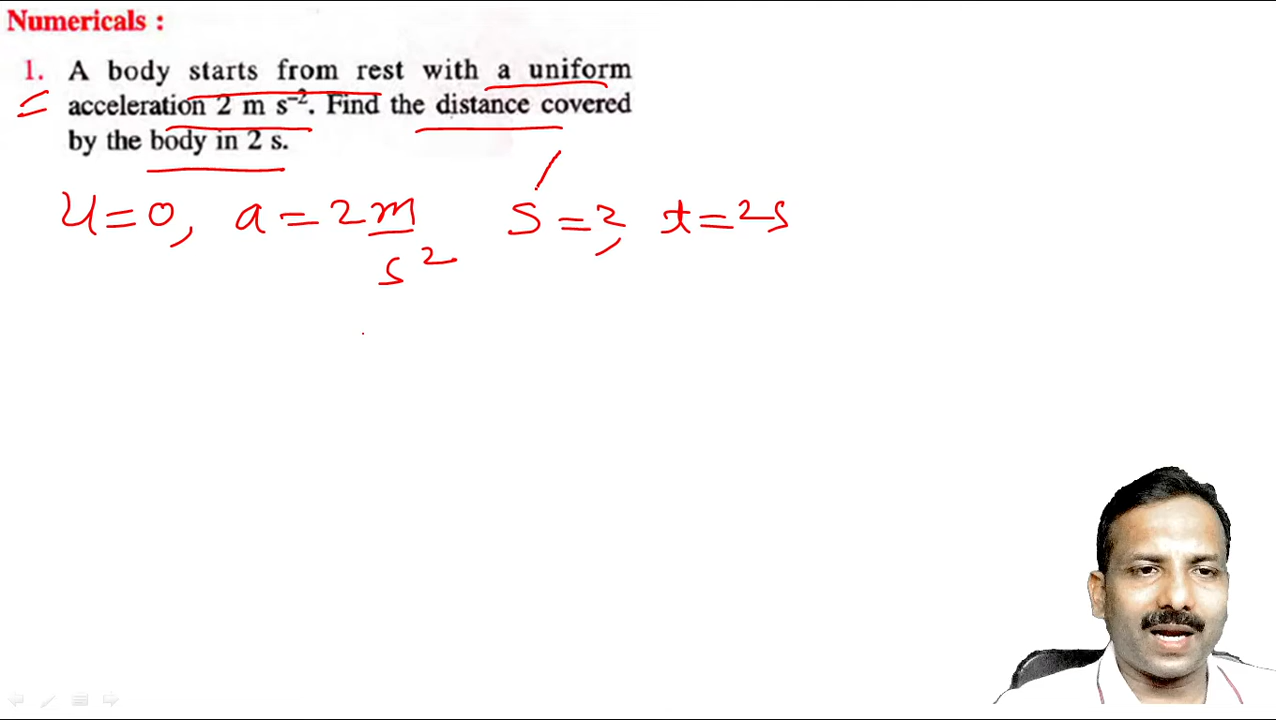 Numericals :
1. A body starts from rest with a uniform
acceleration 2 m s⁻². Find the distance covered
by the body in 2 s.
u=0, a=2 m/s² S=?, t=2s